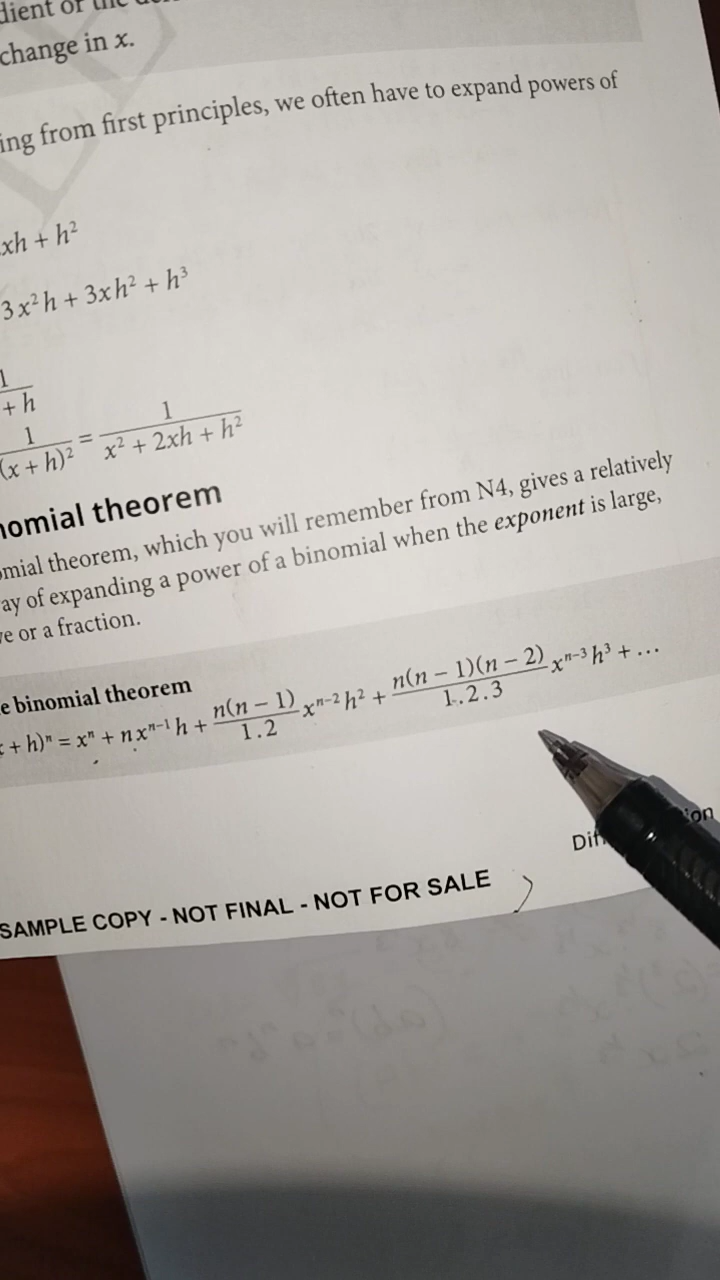 change in x.
ing from first principles, we often have to expand powers of
xh + h²
3x²h + 3xh² + h³
1
+ h
1/(x + h)² = 1/(x² + 2xh + h²)
nomial theorem
omial theorem, which you will remember from N4, gives a relatively
ay of expanding a power of a binomial when the exponent is large,
ve or a fraction.
e binomial theorem
+ h)ⁿ = xⁿ + nxⁿ⁻¹h + n(n − 1)/1.2 xⁿ⁻²h² + n(n − 1)(n − 2)/1.2.3 xⁿ⁻³h³ + ...
SAMPLE COPY - NOT FINAL - NOT FOR SALE